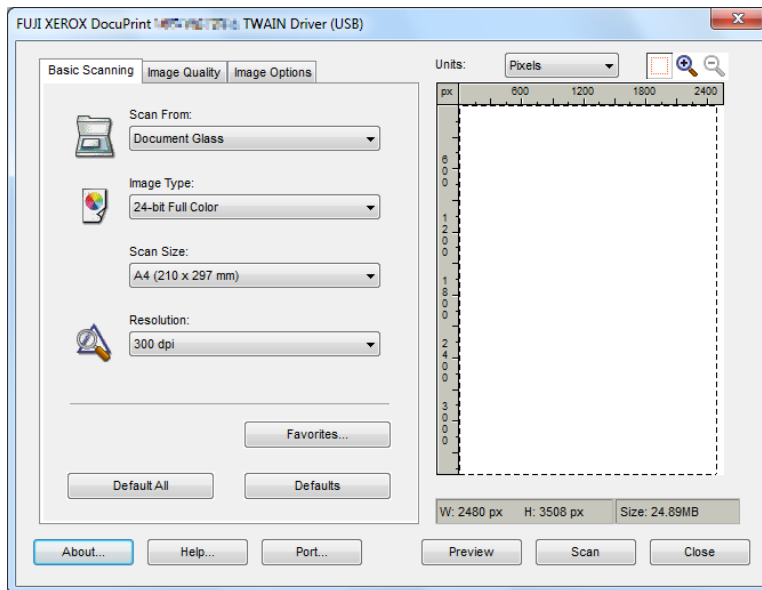 FUJI XEROX DocuPrint TWAIN Driver (USB)
Basic Scanning
Image Quality
Image Options
Scan From:
Document Glass
Image Type:
24-bit Full Color
Scan Size:
A4 (210 x 297 mm)
Resolution:
300 dpi
Favorites...
Default All
Defaults
Units:
Pixels
px 600 1200 1800 2400
600
1200
1800
2400
3000
W: 2480 px H: 3508 px Size: 24.89MB
About...
Help...
Port...
Preview
Scan
Close